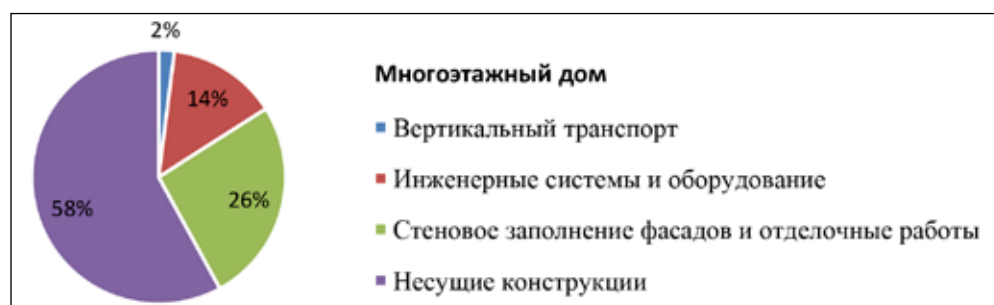 2%
14%
26%
58%
Многоэтажный дом
Вертикальный транспорт
Инженерные системы и оборудование
Стеновое заполнение фасадов и отделочные работы
Несущие конструкции